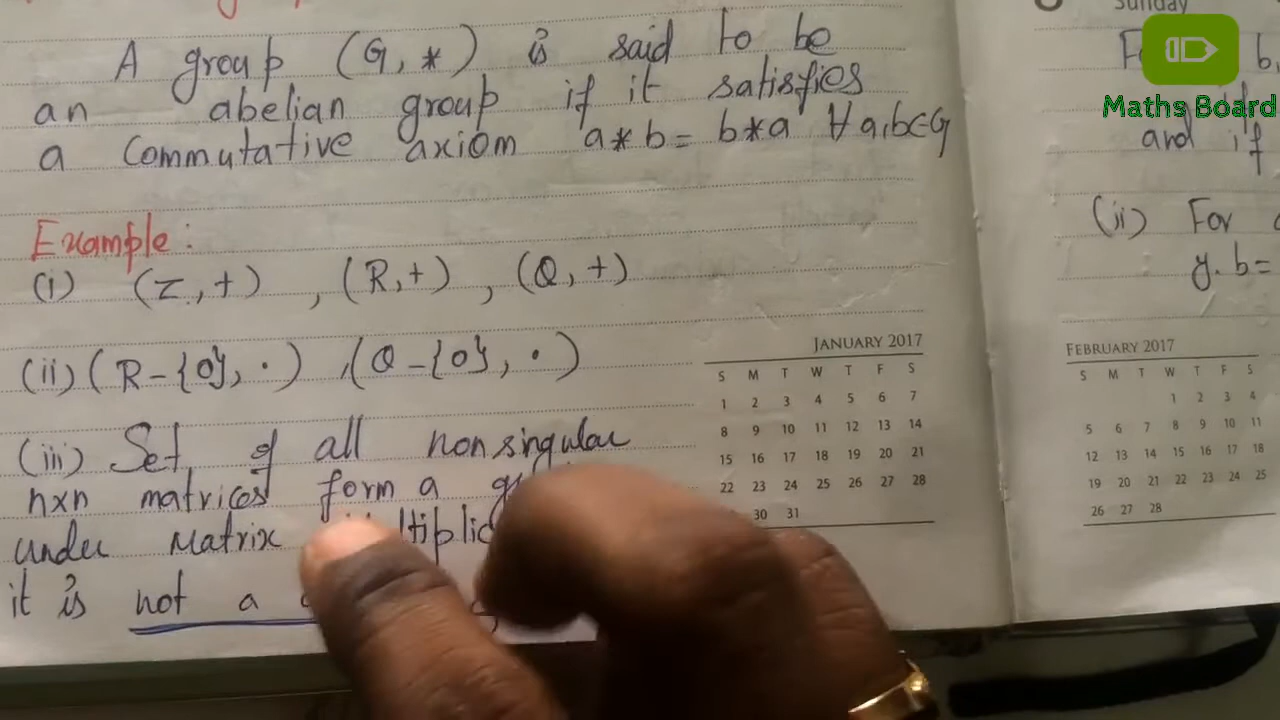 A group (G, *) is said to be
an abelian group if it satisfies
a commutative axiom a*b = b*a ∀ a,b∈G
Example:
(i) (Z,+), (R,+), (Q,+)
(ii) (R-{0}, ·), (Q-{0}, ·)
(iii) Set of all nonsingular
nxn matrices form a
under Matrix
it is not a
JANUARY 2017
S M T W T F S
1 2 3 4 5 6 7
8 9 10 11 12 13 14
15 16 17 18 19 20 21
22 23 24 25 26 27 28
30 31
Sunday
b.
and if
(ii) For
y. b=
FEBRUARY 2017
S M T W T F S
1 2 3 4
5 6 7 8 9 10 11
12 13 14 15 16 17 18
19 20 21 22 23 24 25
26 27 28
Maths Board